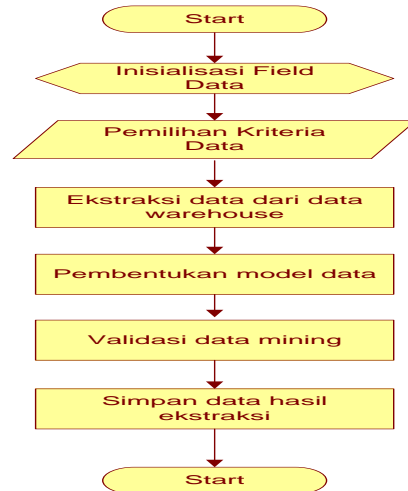 Start
Inisialisasi Field
Data
Pemilihan Kriteria
Data
Ekstraksi data dari data
warehouse
Pembentukan model data
Validasi data mining
Simpan data hasil
ekstraksi
Start